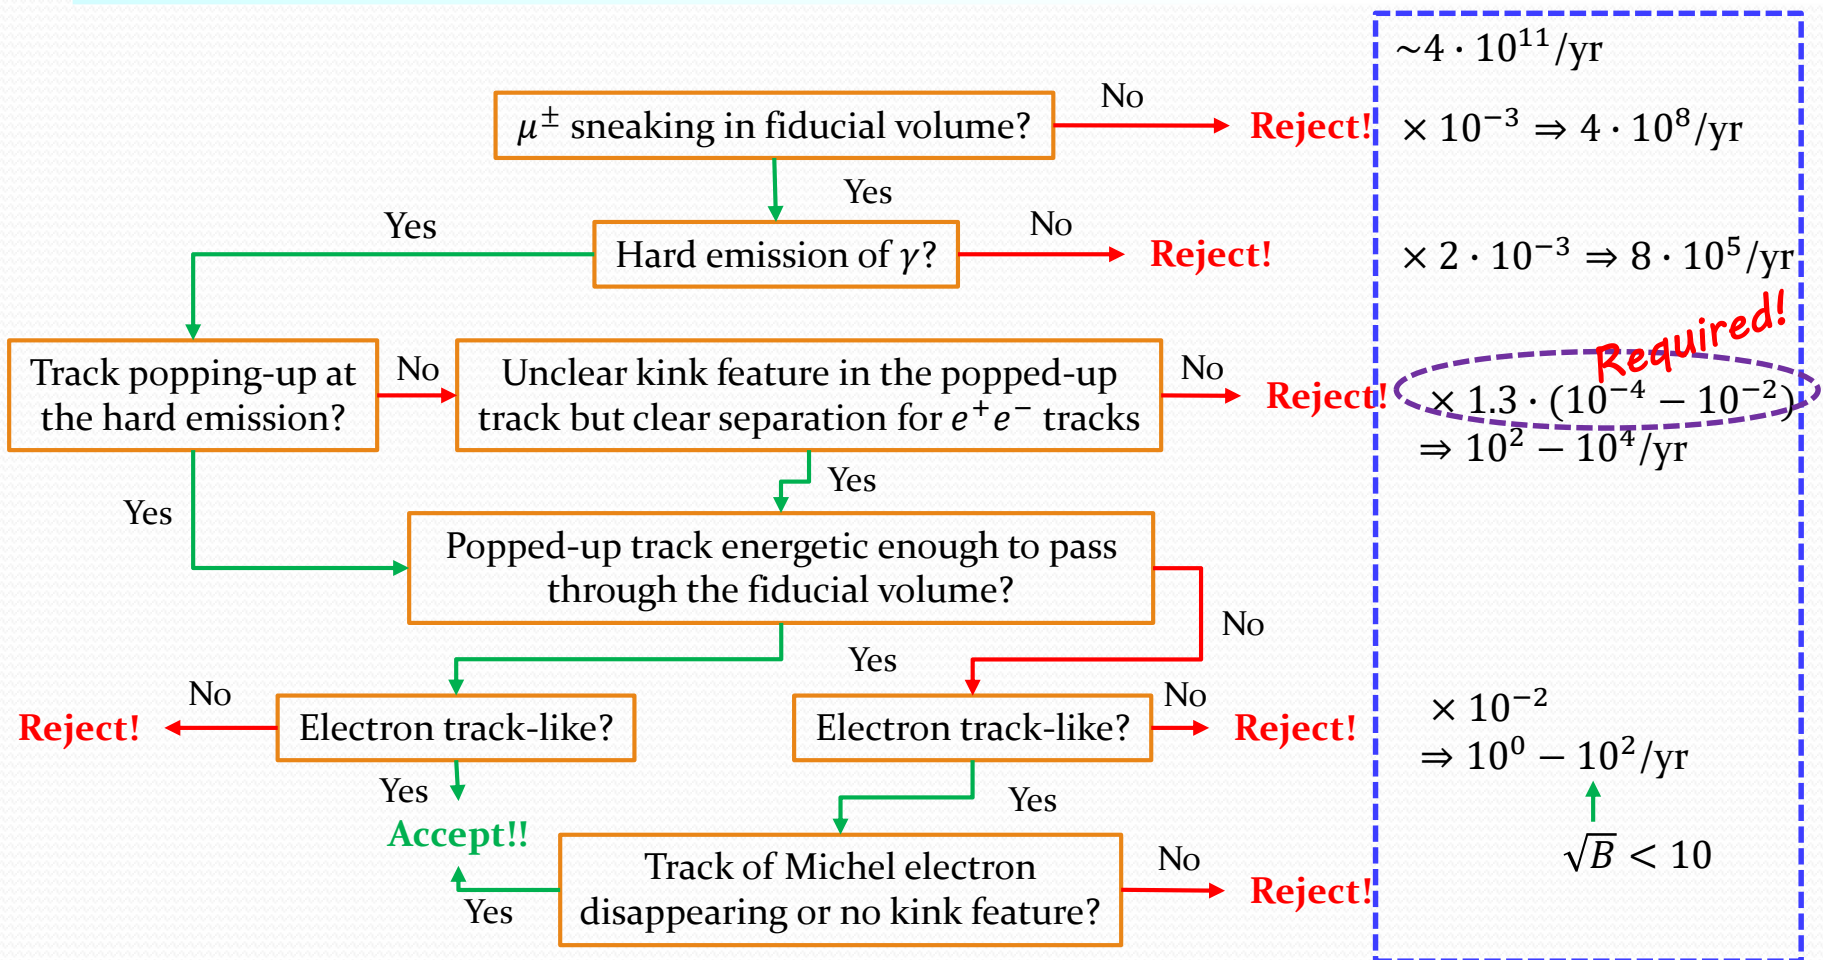 ~4 · 10¹¹/yr
No
μ± sneaking in fiducial volume?
Reject!
× 10⁻³ ⇒ 4 · 10⁸/yr
Yes
Yes
No
Hard emission of γ?
Reject!
× 2 · 10⁻³ ⇒ 8 · 10⁵/yr
Required!
Track popping-up at
the hard emission?
No
Unclear kink feature in the popped-up
track but clear separation for e⁺e⁻ tracks
No
Reject!
× 1.3 · (10⁻⁴ − 10⁻²)
⇒ 10² − 10⁴/yr
Yes
Yes
Popped-up track energetic enough to pass
through the fiducial volume?
No
Yes
No
Reject!
Electron track-like?
Electron track-like?
No
Reject!
× 10⁻²
⇒ 10⁰ − 10²/yr
Yes
Accept!!
Yes
√B < 10
Track of Michel electron
disappearing or no kink feature?
Yes
No
Reject!